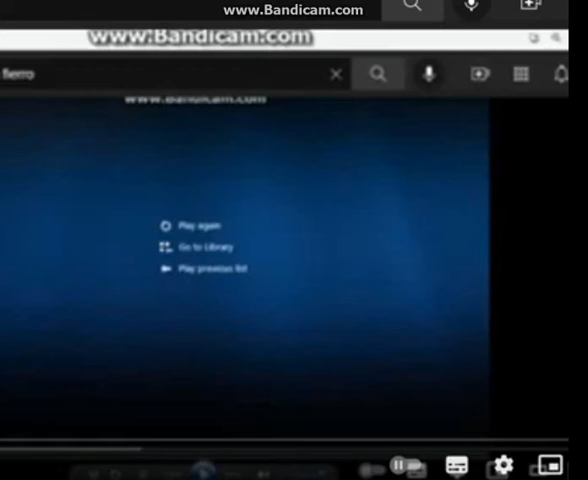 www.Bandicam.com
www.Bandicam.com
fierro
www.Bandicam.com
Play again
Go to Library
Play previous list